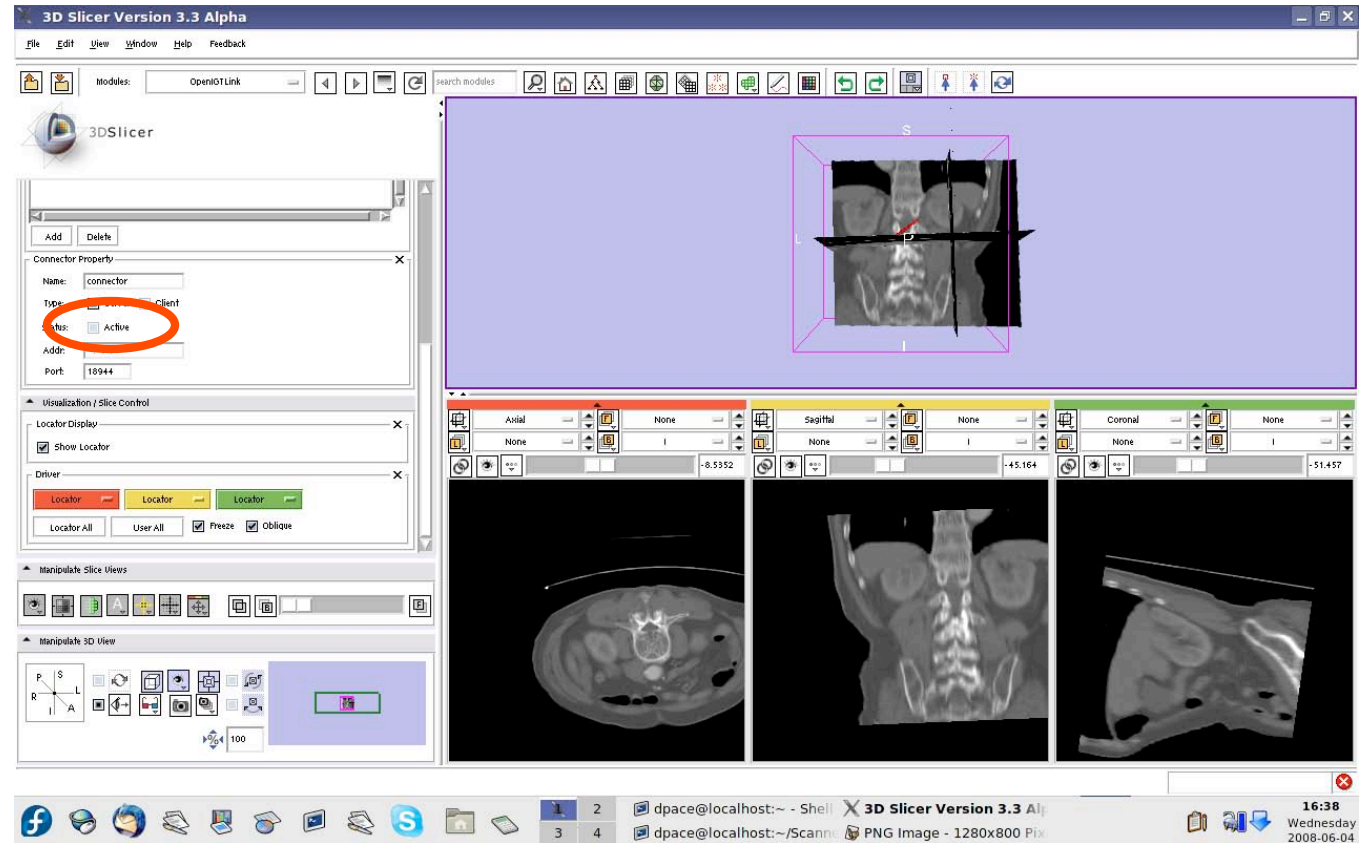 3D Slicer Version 3.3 Alpha
File Edit View Window Help Feedback
Modules: OpenIGTLink search modules
3DSlicer
Add Delete
Connector Property
Name: connector
Type: Client
Status: Active
Addr:
Port: 18944
Visualization / Slice Control
Locator Display
Show Locator
Driver
Locator Locator Locator
Locator All User All Freeze Oblique
Manipulate Slice Views
Manipulate 3D View
P S
R L
I A
100
S
L P
I
Axial F None
L None B I
-8.5352
Sagittal F None
L None B I
-45.164
Coronal F None
L None B I
-51.457
1 2
3 4
dpace@localhost:~ - Shell
3D Slicer Version 3.3 Al
dpace@localhost:~/Scann
PNG Image - 1280x800 Pix
16:38
Wednesday
2008-06-04